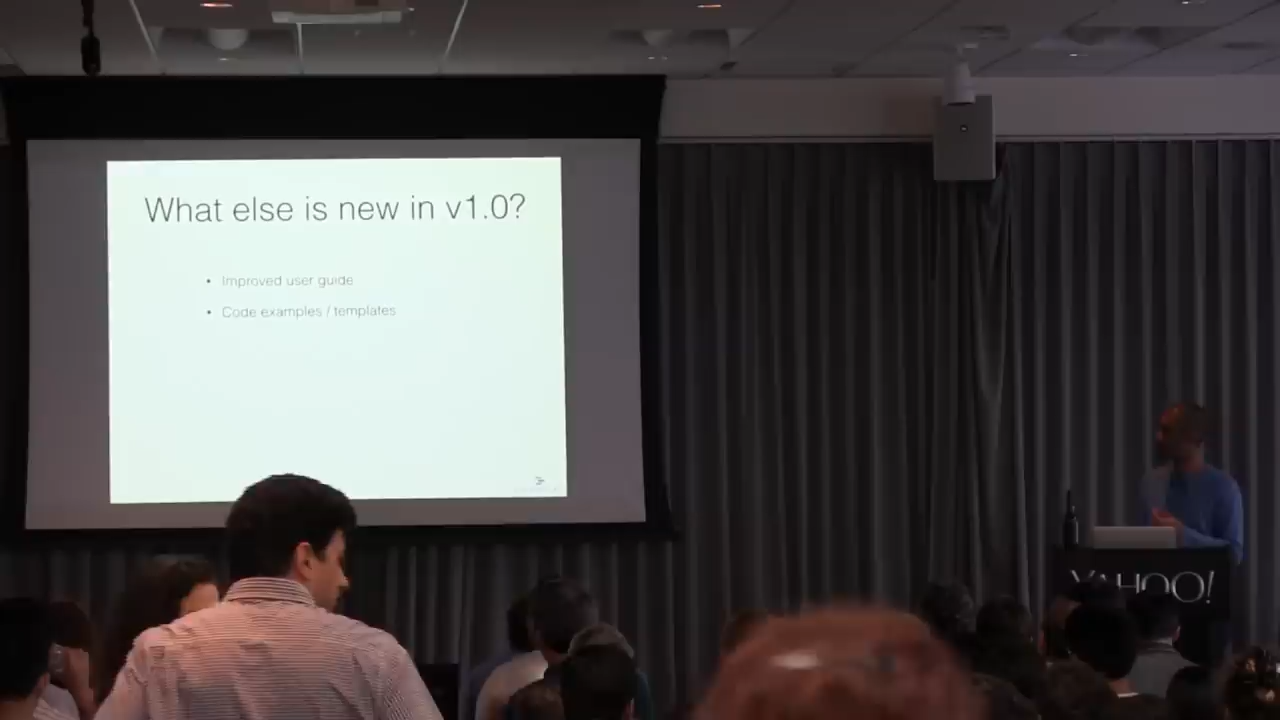 What else is new in v1.0?
• Improved user guide
• Code examples / templates
YAHOO!